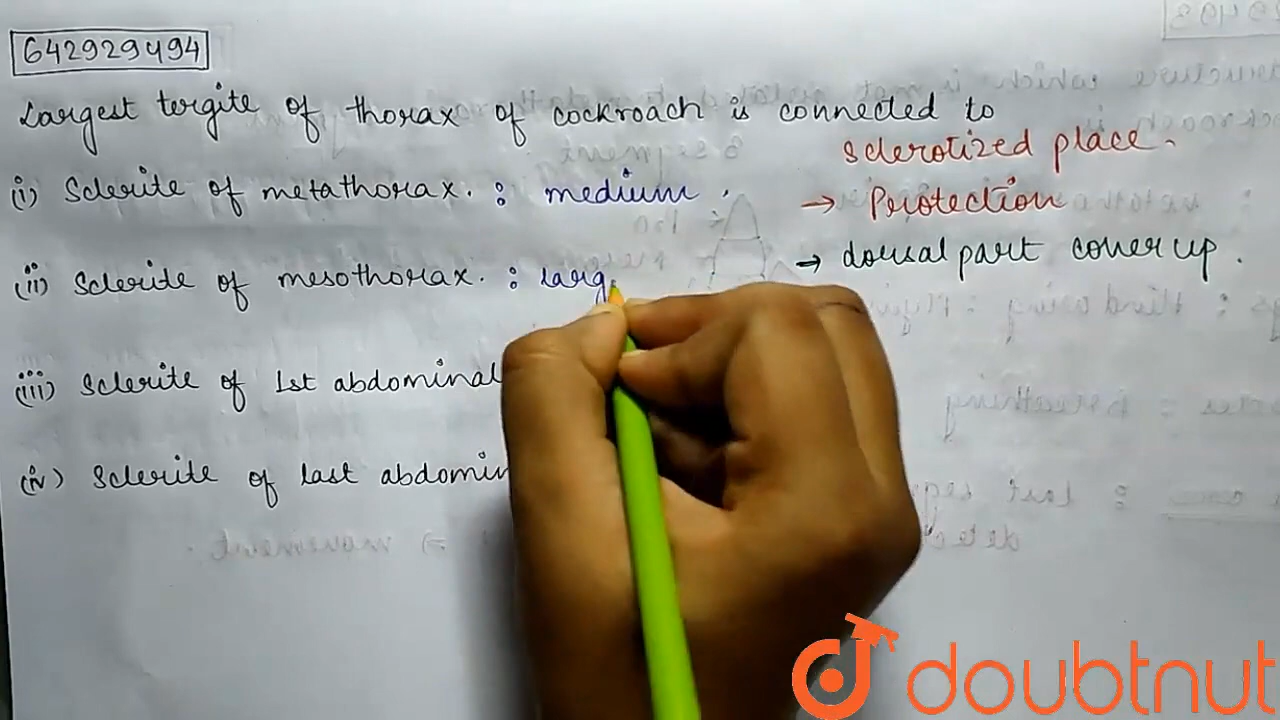 642929494
Largest tergite of thorax of cockroach is connected to
sclerotized place.
(i) Sclerite of metathorax. : medium.
→ Protection
→ dorsal part cover up.
(ii) Sclerite of mesothorax. : larg
(iii) Sclerite of 1st abdominal
(iv) Sclerite of last abdomin
doubtnut